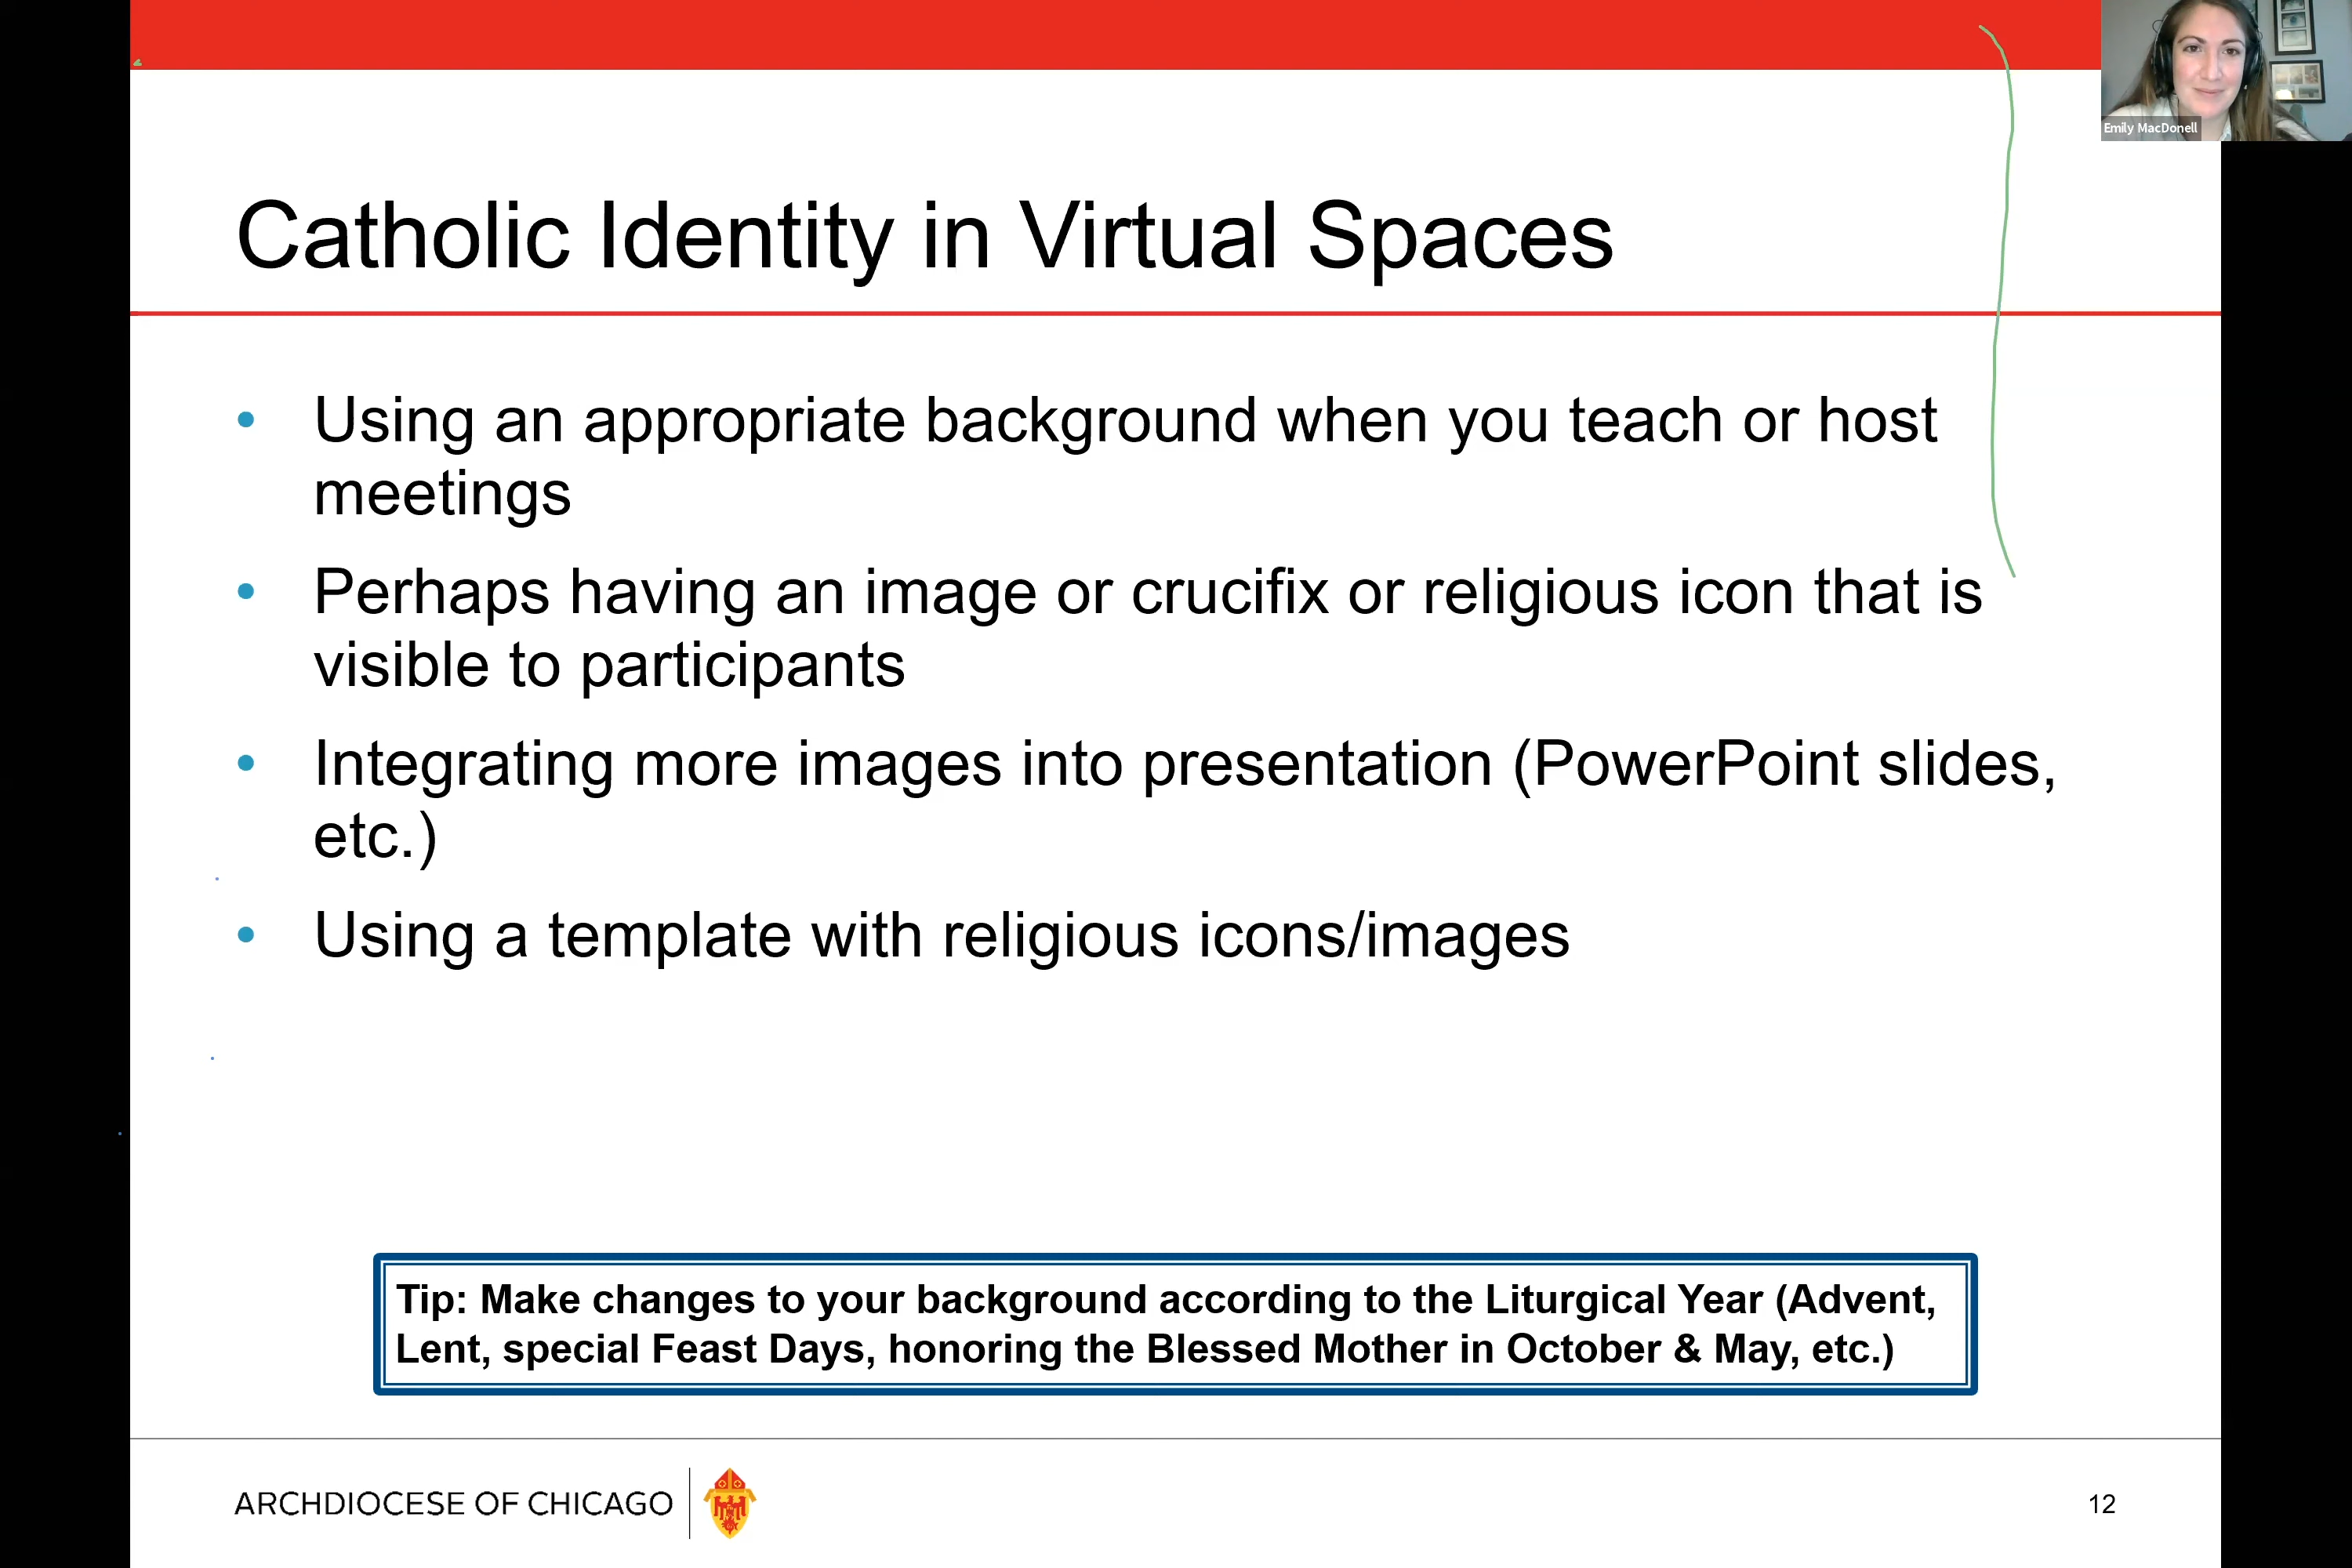 Emily MacDonell
Catholic Identity in Virtual Spaces
• Using an appropriate background when you teach or host
meetings
• Perhaps having an image or crucifix or religious icon that is
visible to participants
• Integrating more images into presentation (PowerPoint slides,
etc.)
• Using a template with religious icons/images
Tip: Make changes to your background according to the Liturgical Year (Advent,
Lent, special Feast Days, honoring the Blessed Mother in October & May, etc.)
ARCHDIOCESE OF CHICAGO
12